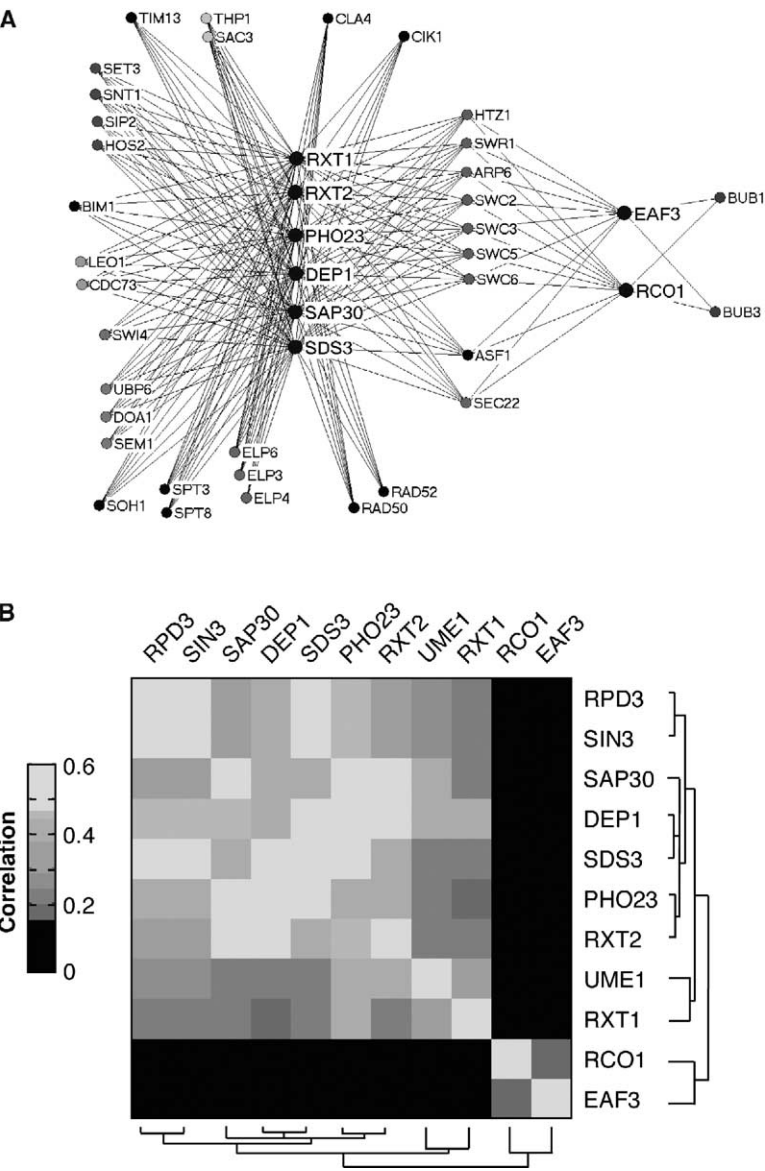 A
TIM13
THP1
SAC3
CLA4
CIK1
SET3
SNT1
SIP2
HOS2
BIM1
LEO1
CDC73
SWI4
UBP6
DOA1
SEM1
SOH1
SPT3
SPT8
ELP6
ELP3
ELP4
RAD52
RAD50
RXT1
RXT2
PHO23
DEP1
SAP30
SDS3
HTZ1
SWR1
ARP6
SWC2
SWC3
SWC5
SWC6
ASF1
SEC22
EAF3
RCO1
BUB1
BUB3
B
RPD3 SIN3 SAP30 DEP1 SDS3 PHO23 RXT2 UME1 RXT1 RCO1 EAF3
Correlation
0.6
0.4
0.2
0
RPD3
SIN3
SAP30
DEP1
SDS3
PHO23
RXT2
UME1
RXT1
RCO1
EAF3